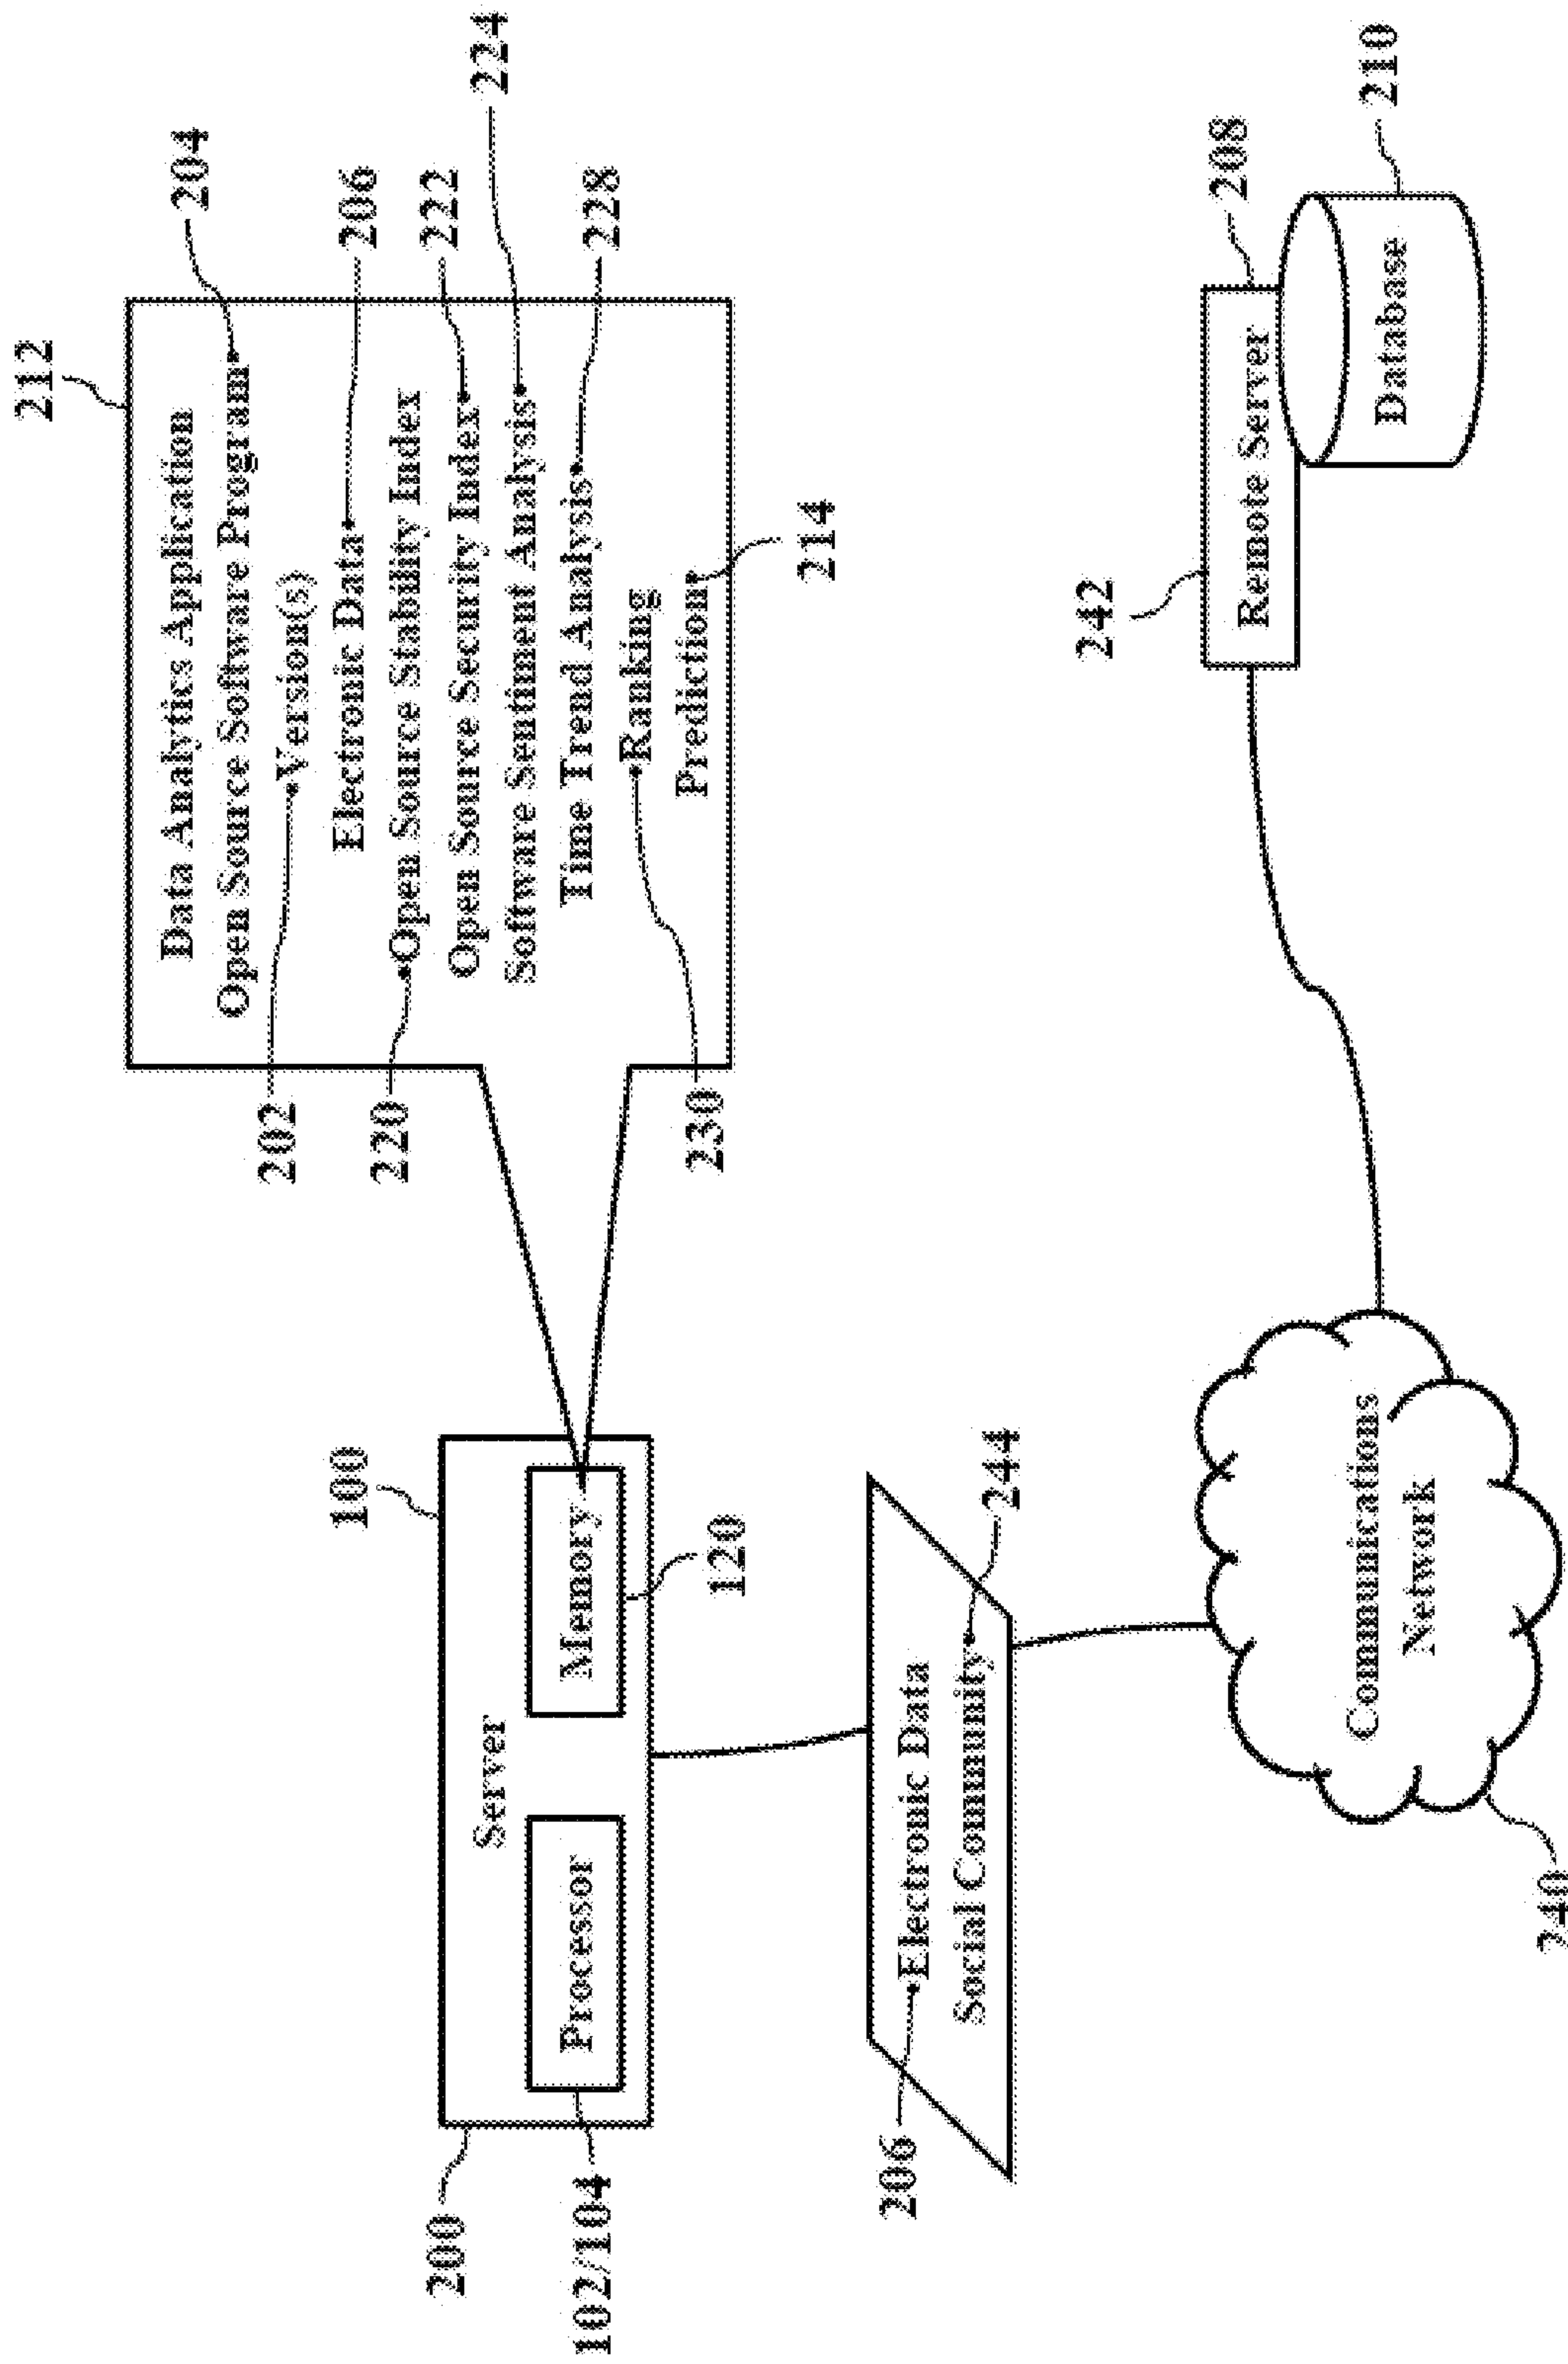 212
Data Analytics Application
Open Source Software Program
204
202
Version(s)
Electronic Data
206
220
Open Source Stability Index
Open Source Security Index
222
Software Sentiment Analysis
224
Time Trend Analysis
228
Ranking
230
Prediction
214
100
200
Server
Processor
Memory
102/104
120
206
Electronic Data
Social Community
244
242
Remote Server
208
Database
210
Communications
Network
240